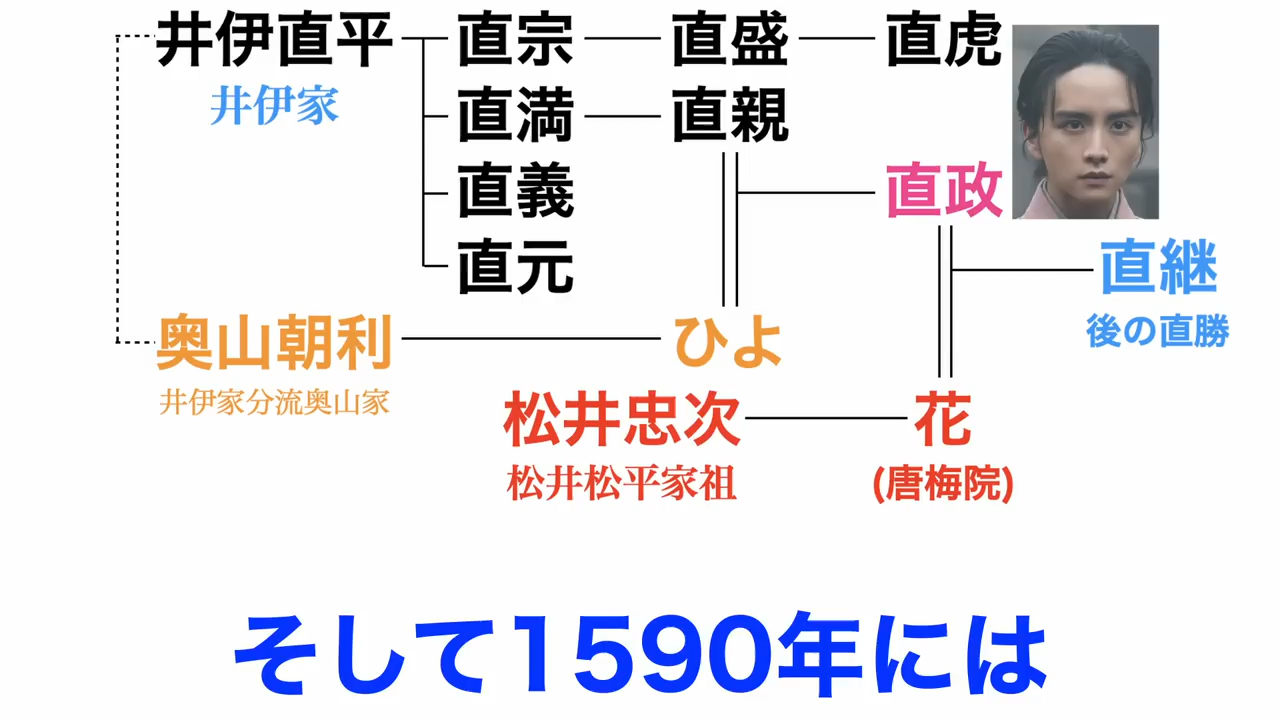 井伊直平 直宗 直盛 直虎
井伊家 直満 直親
直義 直政
直元 直継
奥山朝利 ひよ 後の直勝
井伊家分流奥山家
松井忠次 花
松井松平家祖 (唐梅院)
そして1590年には